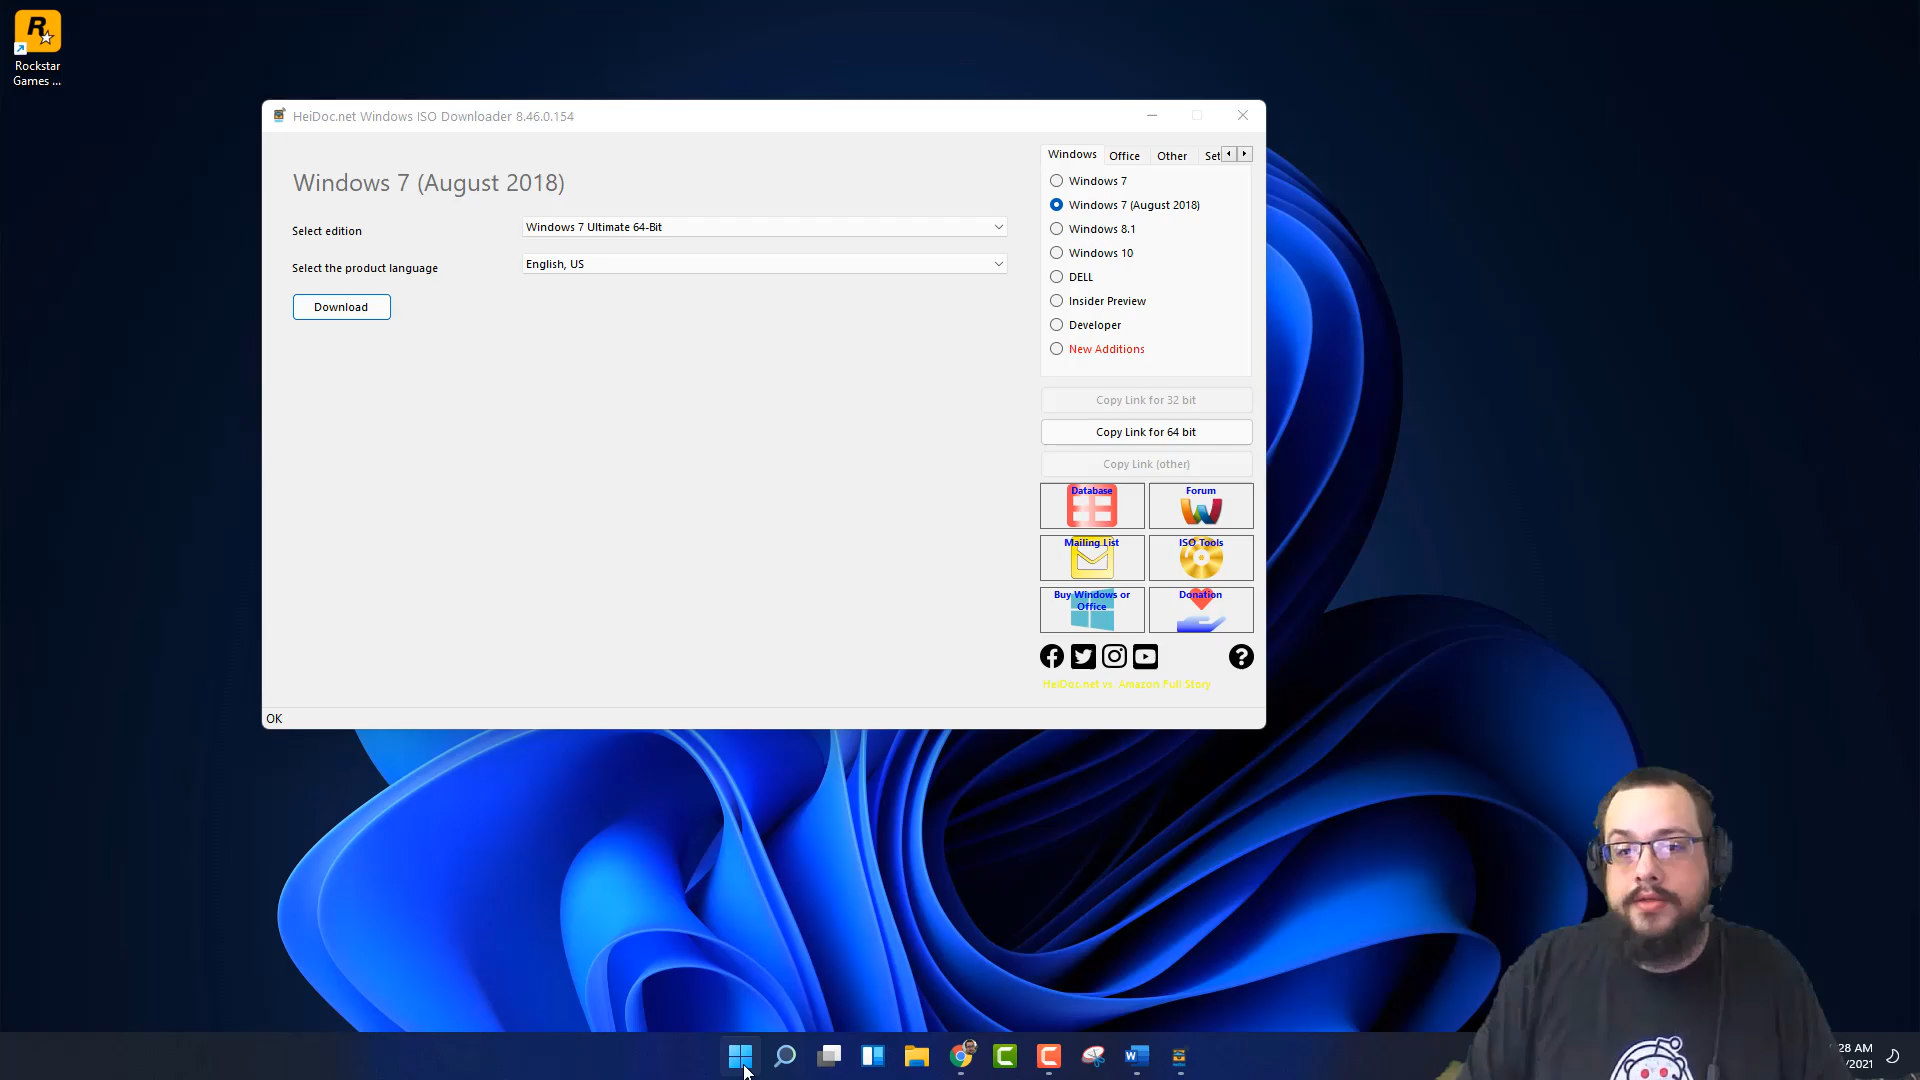 Rockstar
Games ...
HeiDoc.net Windows ISO Downloader 8.46.0.154
Windows 7 (August 2018)
Select edition
Windows 7 Ultimate 64-Bit
Select the product language
English, US
Download
Windows Office Other Set
Windows 7
Windows 7 (August 2018)
Windows 8.1
Windows 10
DELL
Insider Preview
Developer
New Additions
Copy Link for 32 bit
Copy Link for 64 bit
Copy Link (other)
Database
Forum
Mailing List
ISO Tools
Buy Windows or
Office
Donation
HeiDoc.net vs. Amazon Full Story
OK
:28 AM
/2021